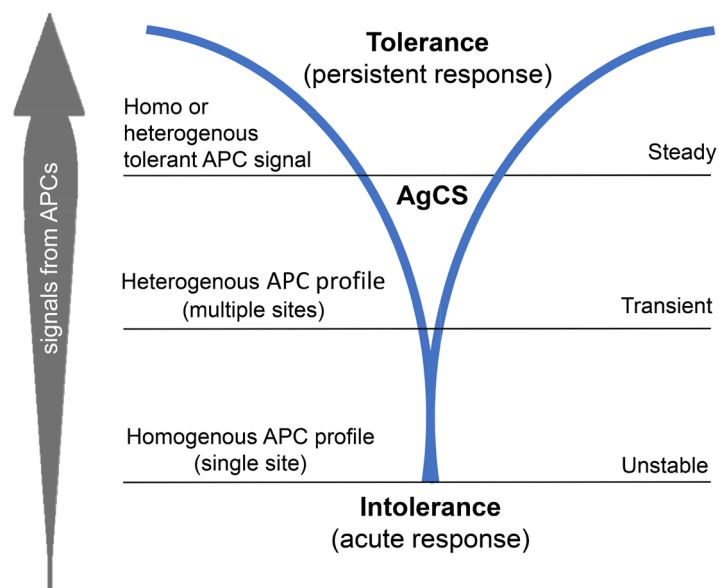 Tolerance
(persistent response)
Homo or
heterogenous
tolerant APC signal
Steady
AgCS
signals from APCs
Heterogenous APC profile
(multiple sites)
Transient
Homogenous APC profile
(single site)
Unstable
Intolerance
(acute response)